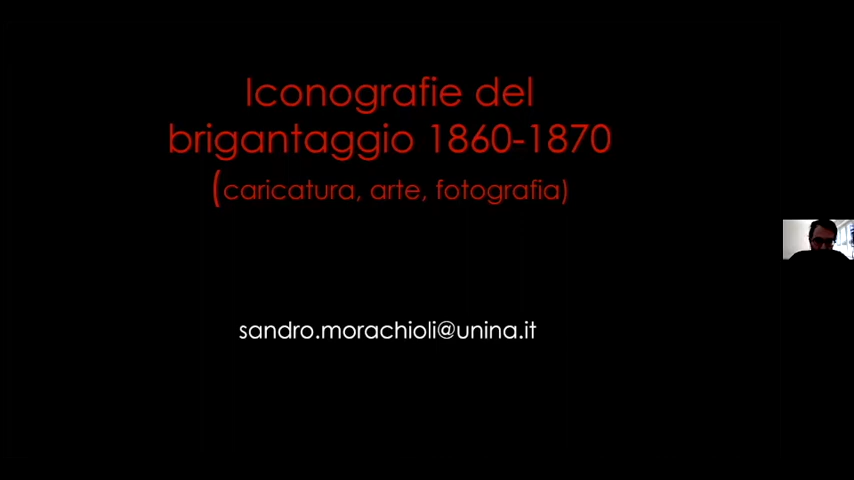 Iconografie del
brigantaggio 1860-1870
(caricatura, arte, fotografia)
sandro.morachioli@unina.it